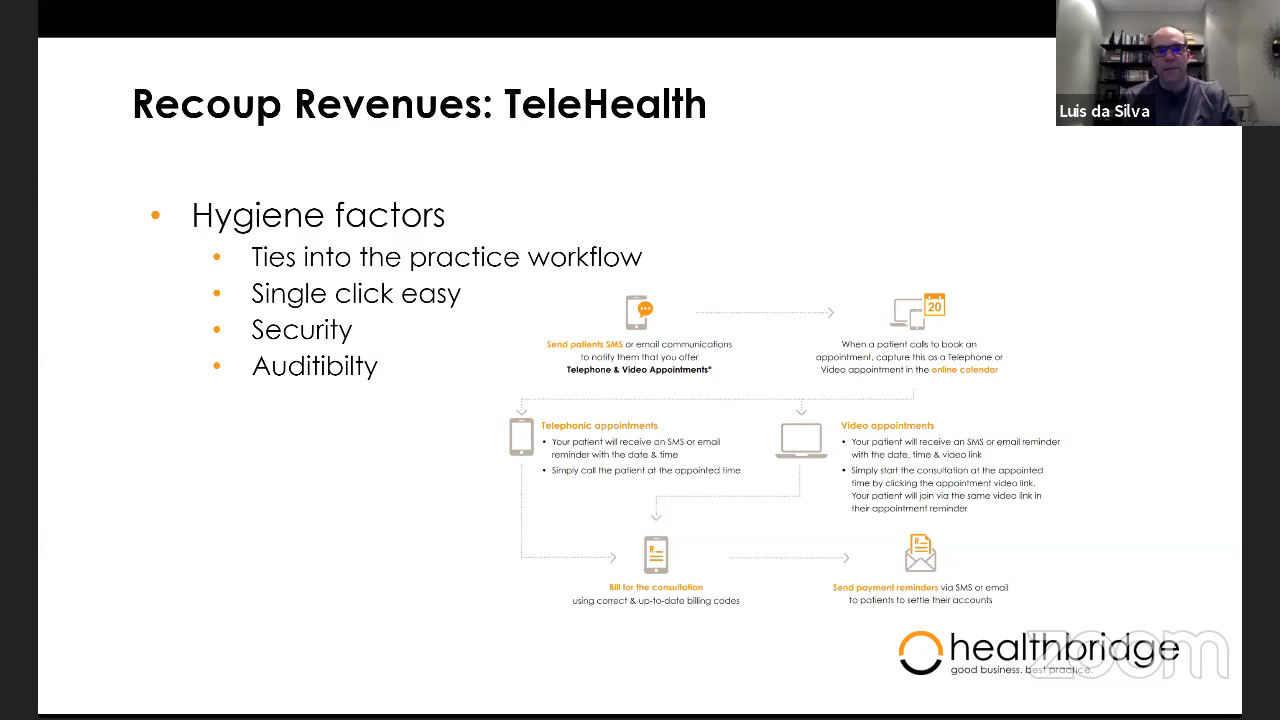 Recoup Revenues: TeleHealth
Luis da Silva
• Hygiene factors
• Ties into the practice workflow
• Single click easy
• Security
• Auditibilty
20
Send patients SMS or email communications
to notify them that you offer
Telephone & Video Appointments*
When a patient calls to book an
appointment, capture this as a Telephone or
Video appointment in the online calendar
Telephonic appointments
• Your patient will receive an SMS or email
reminder with the date & time
• Simply call the patient at the appointed time
Video appointments
• Your patient will receive an SMS or email reminder
with the date, time & video link
• Simply start the consultation at the appointed
time by clicking the appointment video link.
Your patient will join via the same video link in
their appointment reminder
R
Bill for the consultation
using correct & up-to-date billing codes
R
Send payment reminders via SMS or email
to patients to settle their accounts
healthbridge
good business. best practice.
zoom